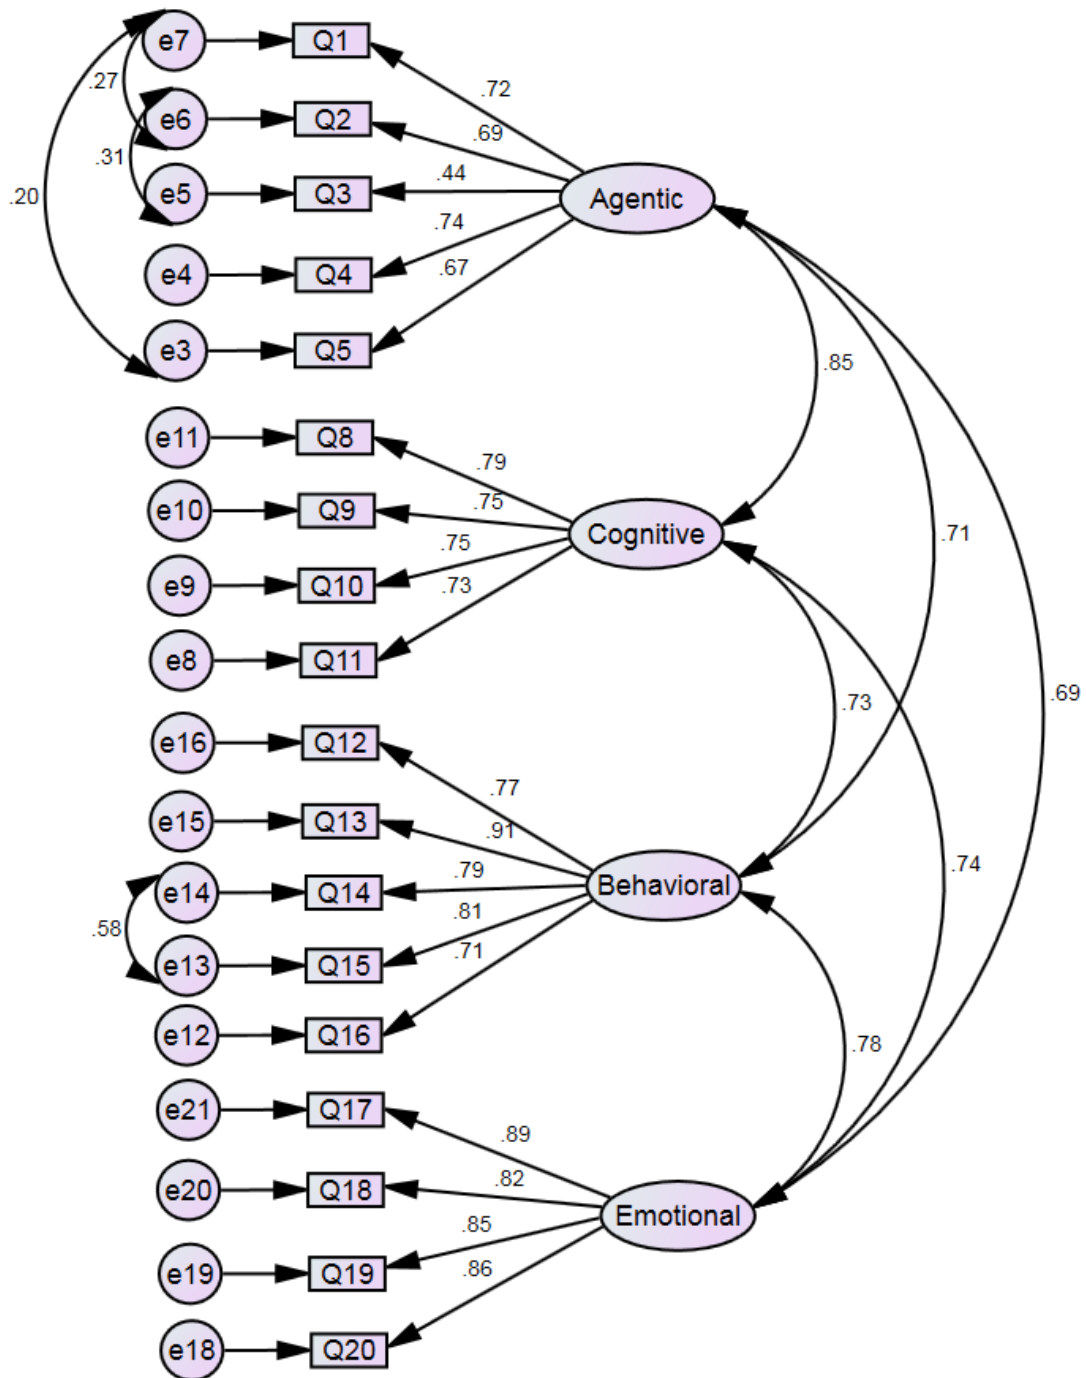 e7 Q1
.72
.27
e6 Q2
.69
.31
e5 Q3
.44
.20
Agentic
e4 Q4
.74
.67
e3 Q5
.85
e11 Q8
.79
e10 Q9
.75
Cognitive
.71
e9 Q10
.75
.73
e8 Q11
.69
.73
e16 Q12
.77
e15 Q13
.91
.74
e14 Q14
.79
Behavioral
.58
.81
e13 Q15
.71
e12 Q16
.78
e21 Q17
.89
e20 Q18
.82
Emotional
e19 Q19
.85
.86
e18 Q20